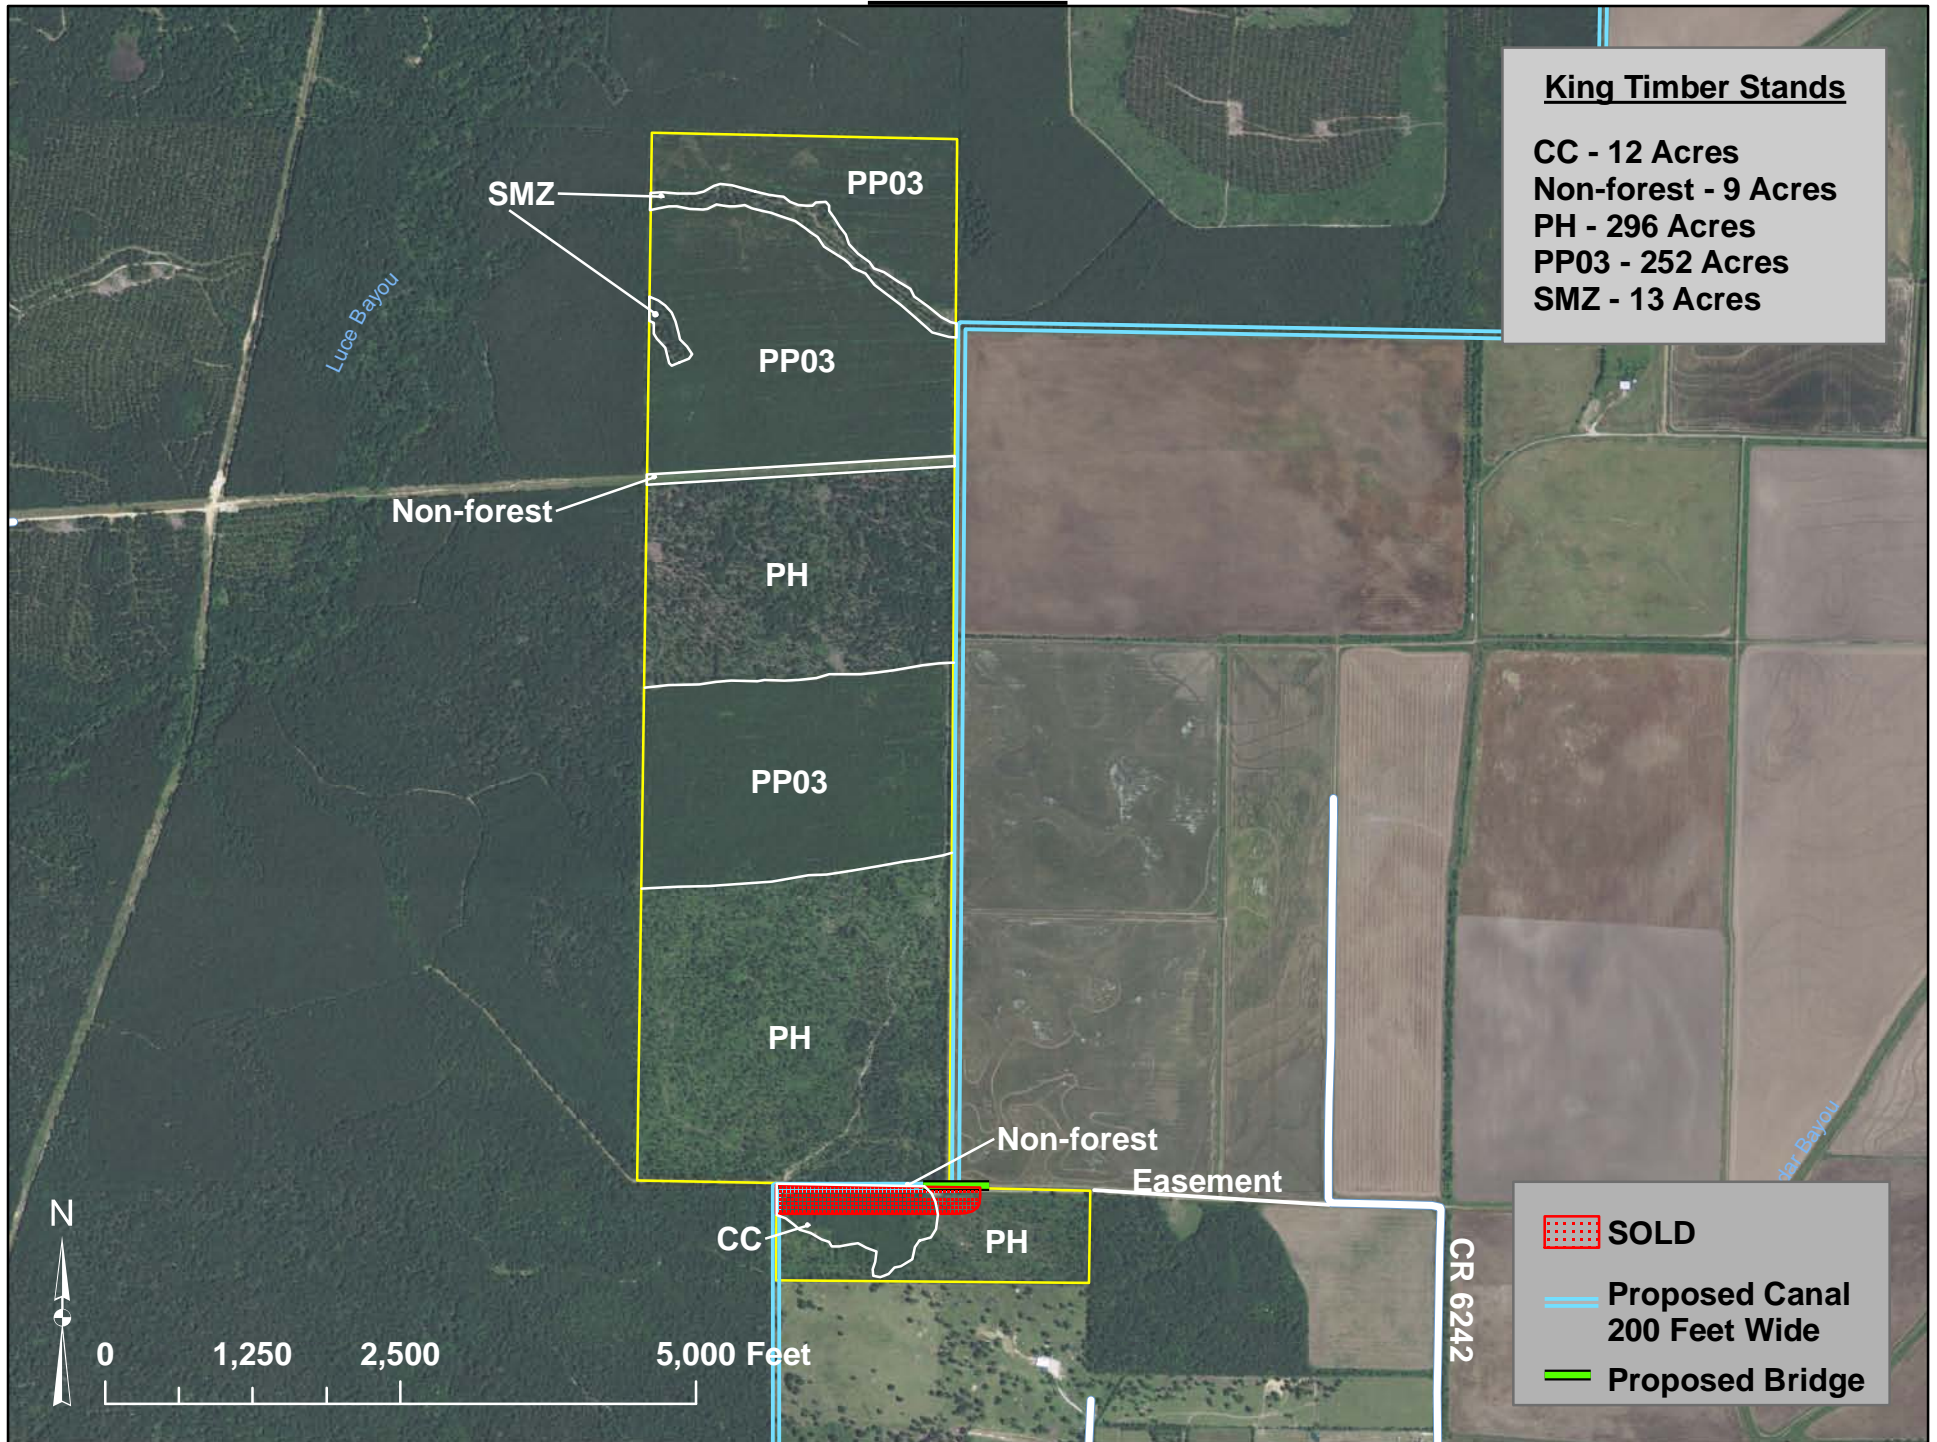 King Timber Stands
CC - 12 Acres
Non-forest - 9 Acres
PH - 296 Acres
PP03 - 252 Acres
SMZ - 13 Acres
PP03
SMZ
Luce Bayou
PP03
Non-forest
PH
PP03
PH
Non-forest
Easement
CC
PH
CR 6242
Bayou
N
0 1,250 2,500 5,000 Feet
SOLD
Proposed Canal
200 Feet Wide
Proposed Bridge